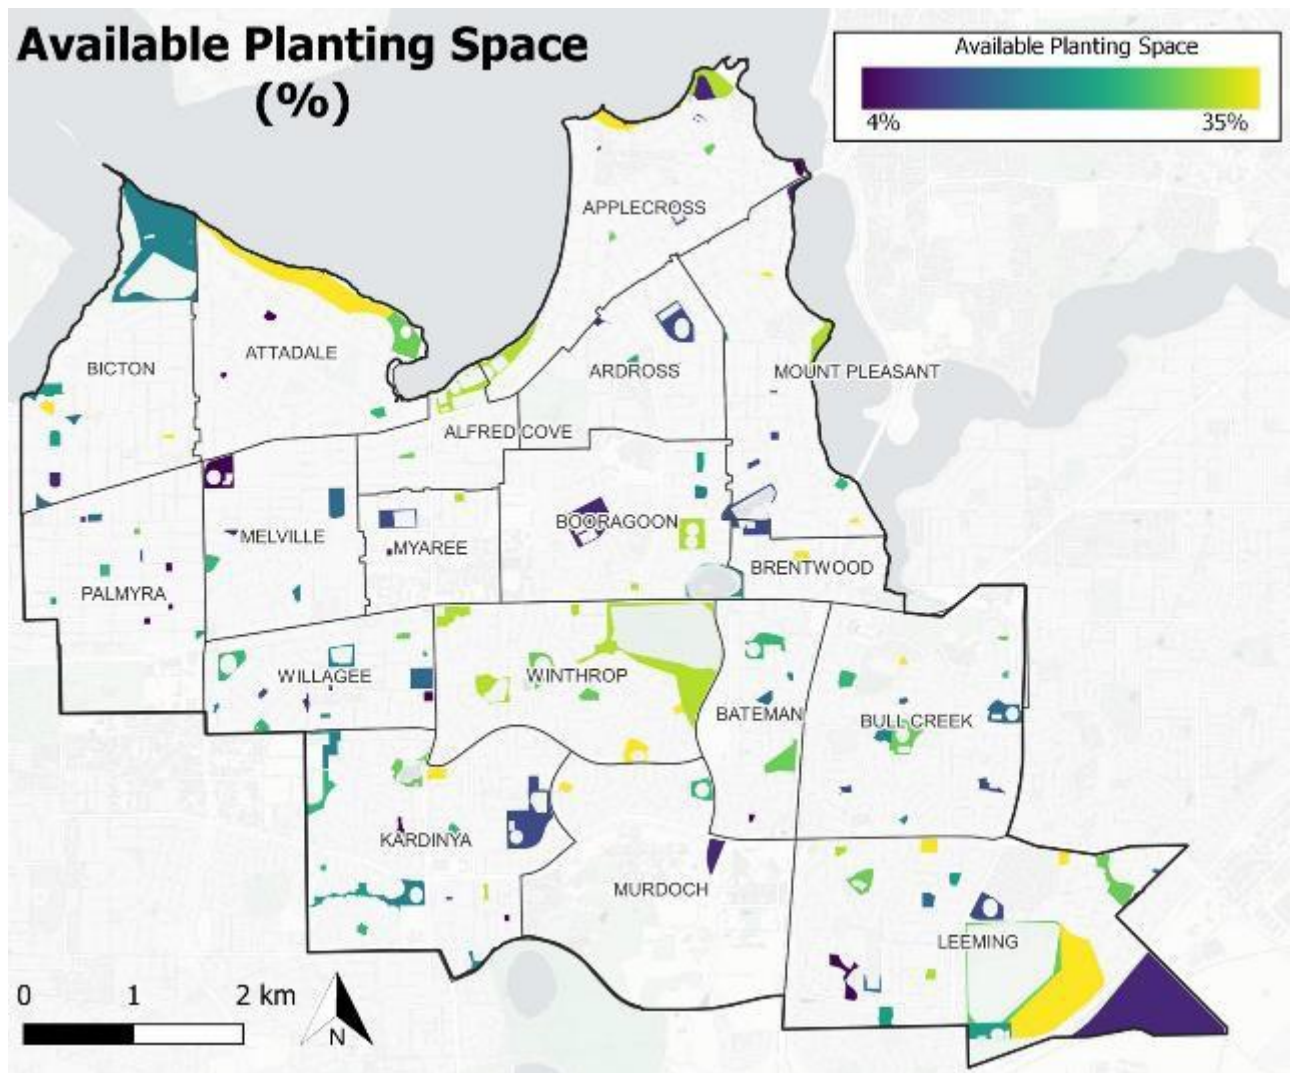 Available Planting Space
(%)
Available Planting Space
4%
35%
APPLECROSS
BICTON
ATTADALE
ARDROSS
MOUNT PLEASANT
ALFRED COVE
MELVILLE
MYAREE
BOORAGOON
BRENTWOOD
PALMYRA
WILLAGEE
WINTHROP
BATEMAN
BULL CREEK
KARDINYA
MURDOCH
LEEMING
0
1
2 km
N